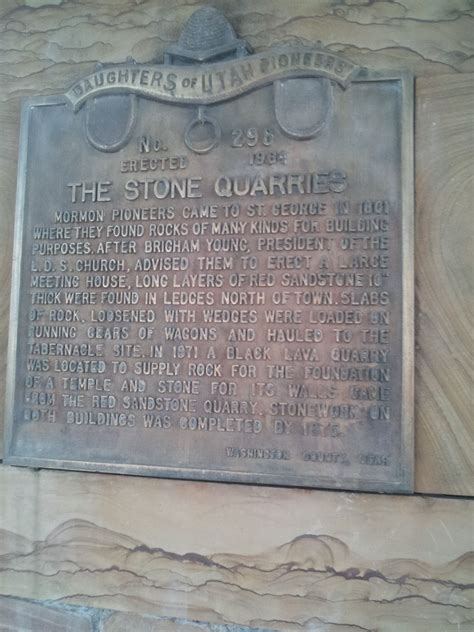 DAUGHTERS OF UTAH PIONEERS
No. 296
ERECTED 1964
THE STONE QUARRIES
MORMON PIONEERS CAME TO ST. GEORGE IN 1861
WHERE THEY FOUND ROCKS OF MANY KINDS FOR BUILDING
PURPOSES. AFTER BRIGHAM YOUNG, PRESIDENT OF THE
L.D.S. CHURCH, ADVISED THEM TO ERECT A LARGE
MEETING HOUSE, LONG LAYERS OF RED SANDSTONE
THICK WERE FOUND IN LEDGES NORTH OF TOWN. SLABS
OF ROCK, LOOSENED WITH WEDGES WERE LOADED ON
RUNNING GEARS OF WAGONS AND HAULED TO THE
TABERNACLE SITE. IN 1871 A BLACK LAVA QUARRY
WAS LOCATED TO SUPPLY ROCK FOR THE FOUNDATION
OF A TEMPLE AND STONE FOR ITS WALLS CAME
FROM THE RED SANDSTONE QUARRY. STONEWORK ON
BOTH BUILDINGS WAS COMPLETED BY 1875.
WASHINGTON COUNTY, UTAH